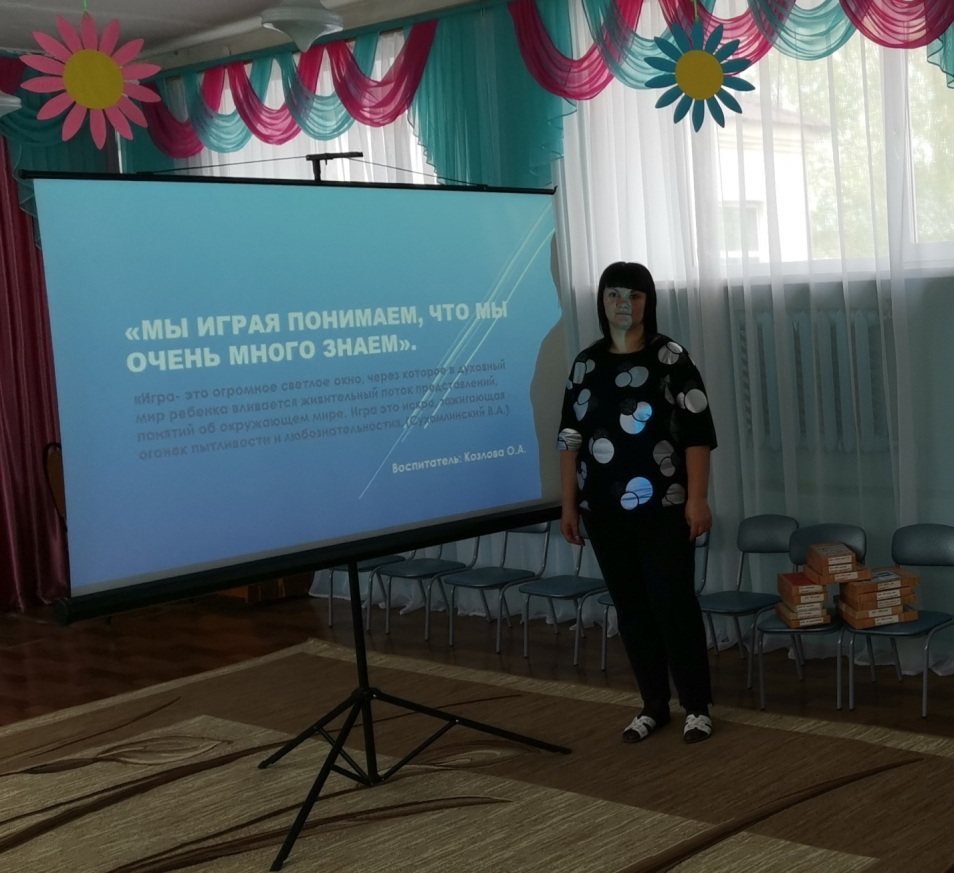 «МЫ ИГРАЯ ПОНИМАЕМ, ЧТО МЫ
ОЧЕНЬ МНОГО ЗНАЕМ».
«Игра- это огромное светлое окно, через которое в духовный
мир ребенка вливается живительный поток представлений,
понятий об окружающем мире. Игра это искра, зажигающая
огонек пытливости и любознательности». (Сухомлинский В.А.)
Воспитатель: Козлова О.А.